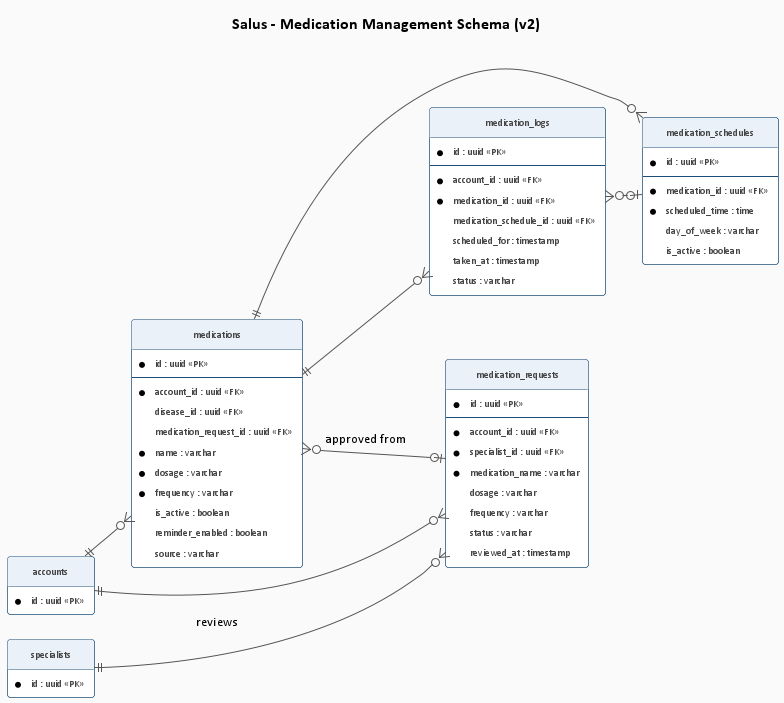 Salus - Medication Management Schema (v2)
medication_logs
id : uuid «PK»
account_id : uuid «FK»
medication_id : uuid «FK»
medication_schedule_id : uuid «FK»
scheduled_for : timestamp
taken_at : timestamp
status : varchar
medication_schedules
id : uuid «PK»
medication_id : uuid «FK»
scheduled_time : time
day_of_week : varchar
is_active : boolean
medications
id : uuid «PK»
account_id : uuid «FK»
disease_id : uuid «FK»
medication_request_id : uuid «FK»
name : varchar
dosage : varchar
frequency : varchar
is_active : boolean
reminder_enabled : boolean
source : varchar
approved from
medication_requests
id : uuid «PK»
account_id : uuid «FK»
specialist_id : uuid «FK»
medication_name : varchar
dosage : varchar
frequency : varchar
status : varchar
reviewed_at : timestamp
accounts
id : uuid «PK»
reviews
specialists
id : uuid «PK»